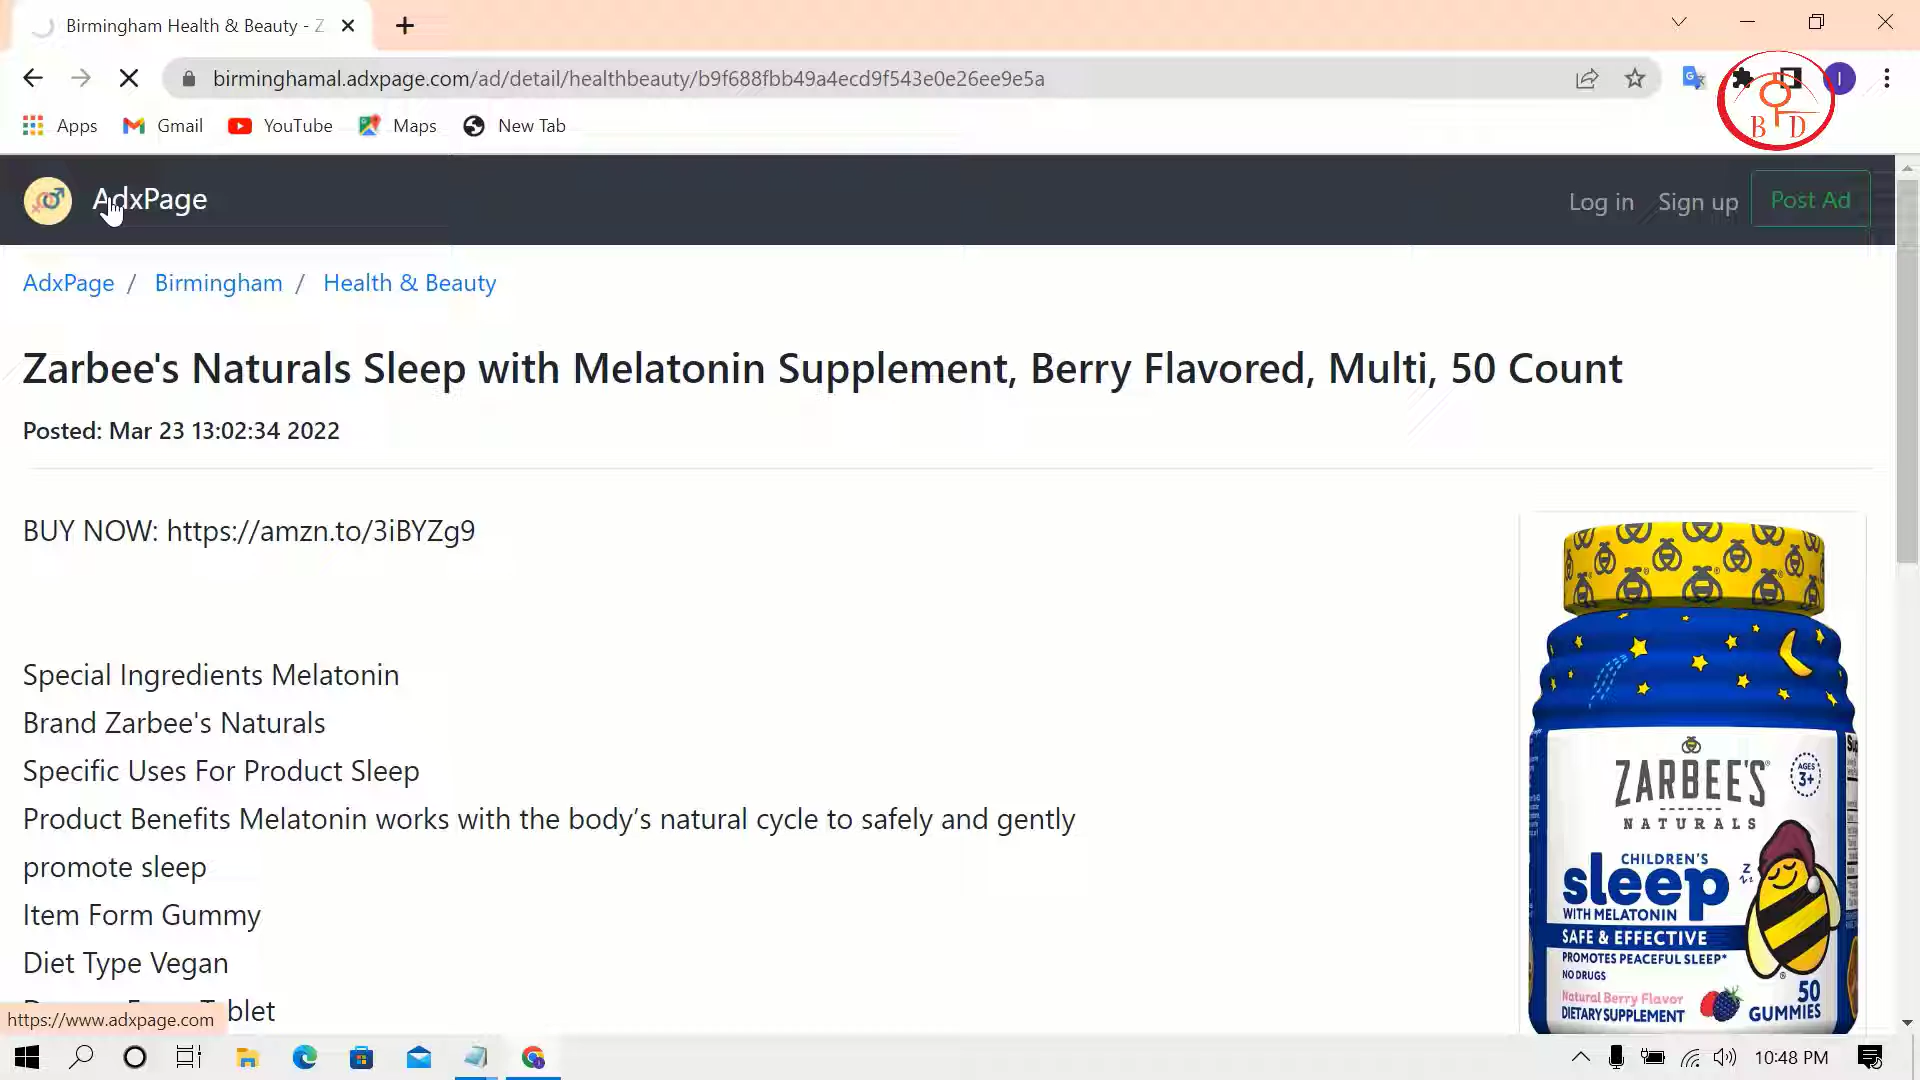 Birmingham Health & Beauty - Z
birminghamal.adxpage.com/ad/detail/healthbeauty/b9f688fbb49a4ecd9f543e0e26ee9e5a
Apps Gmail YouTube Maps New Tab
I
B D
AdxPage
Log in Sign up Post Ad
AdxPage / Birmingham / Health & Beauty
Zarbee's Naturals Sleep with Melatonin Supplement, Berry Flavored, Multi, 50 Count
Posted: Mar 23 13:02:34 2022
BUY NOW: https://amzn.to/3iBYZg9
Special Ingredients Melatonin
Brand Zarbee's Naturals
Specific Uses For Product Sleep
Product Benefits Melatonin works with the body’s natural cycle to safely and gently
promote sleep
Item Form Gummy
Diet Type Vegan
ZARBEE'S
NATURALS
AGES
3+
CHILDREN'S
sleep
WITH MELATONIN
SAFE & EFFECTIVE
PROMOTES PEACEFUL SLEEP*
NO DRUGS
Natural Berry Flavor
DIETARY SUPPLEMENT
50
GUMMIES
https://www.adxpage.com
10:48 PM